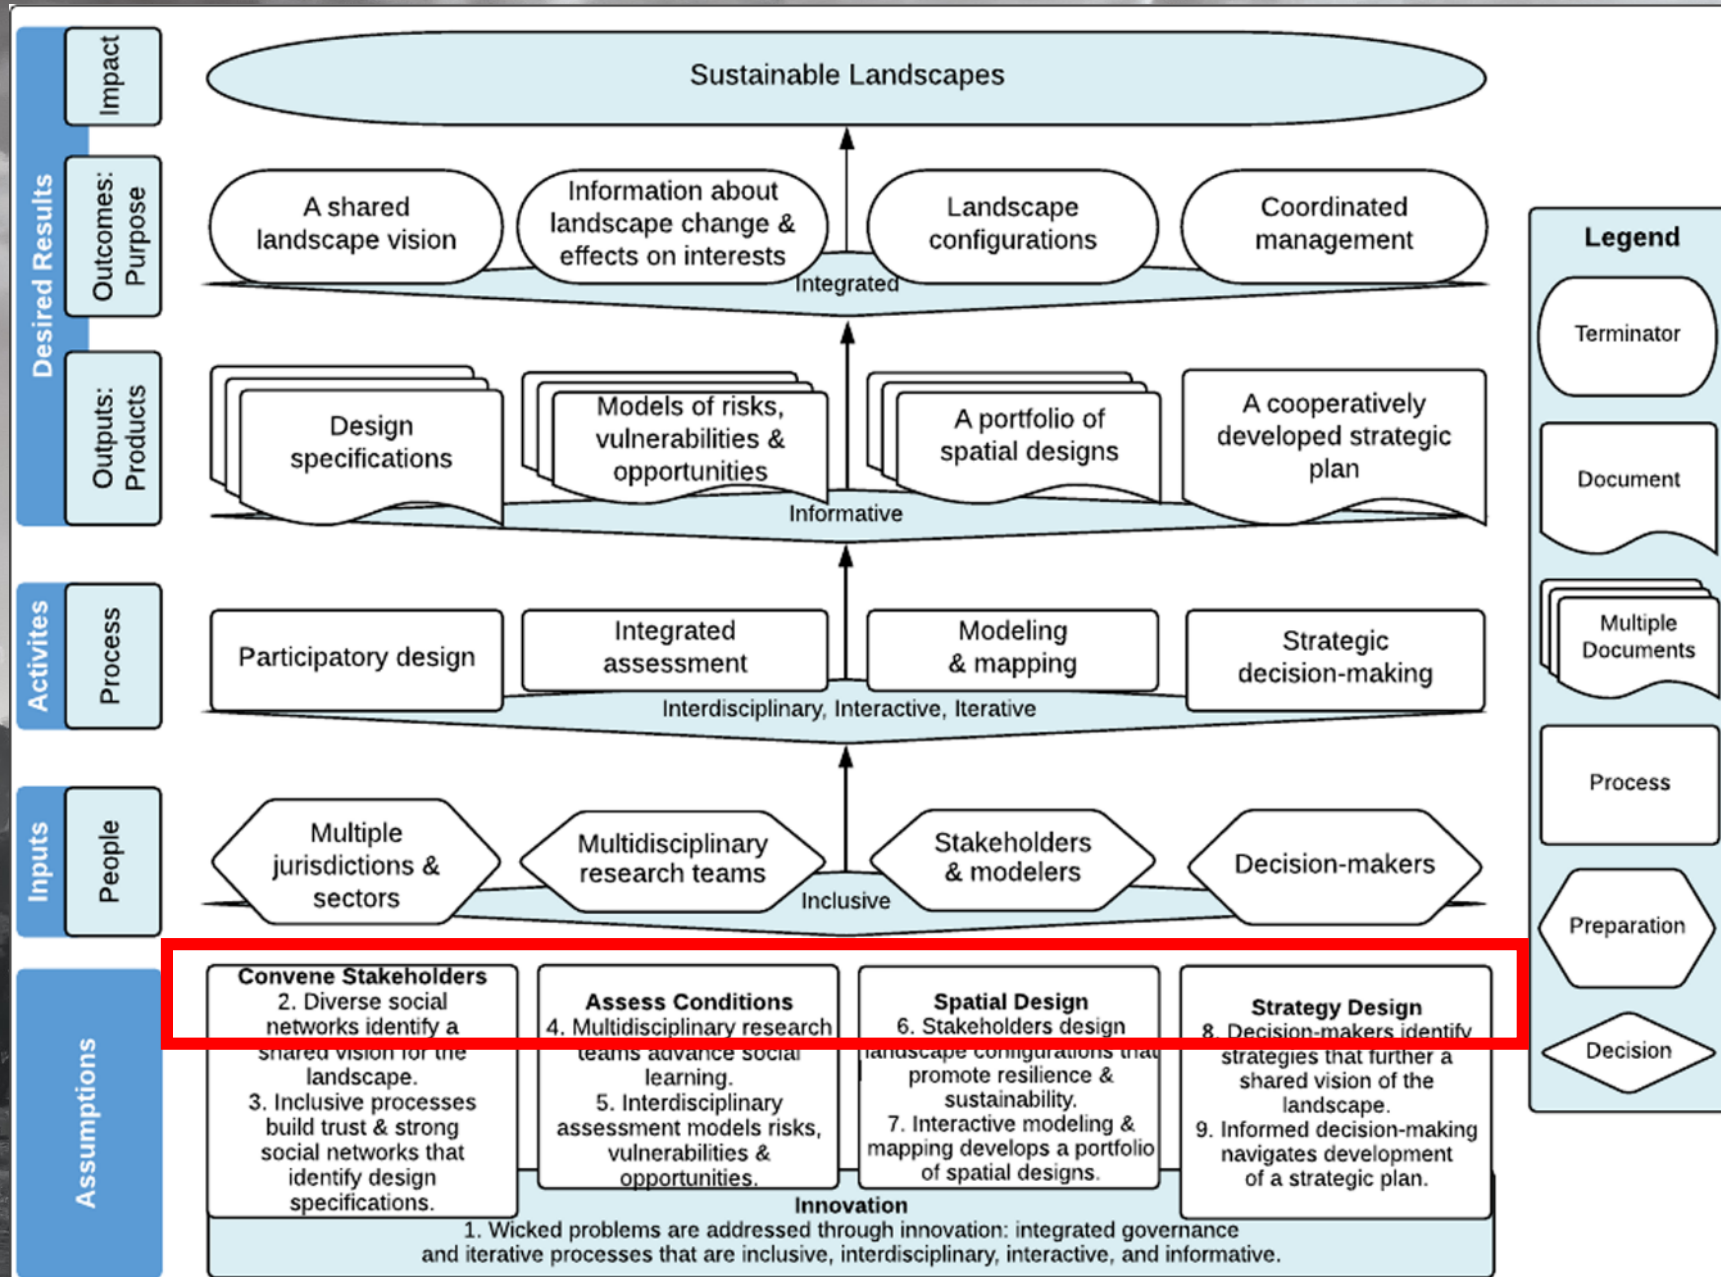 Desired Results
Impact
Sustainable Landscapes
Outcomes:
Purpose
A shared
landscape vision
Information about
landscape change &
effects on interests
Landscape
configurations
Coordinated
management
Integrated
Outputs:
Products
Design
specifications
Models of risks,
vulnerabilities &
opportunities
A portfolio of
spatial designs
A cooperatively
developed strategic
plan
Informative
Activites
Process
Participatory design
Integrated
assessment
Modeling
& mapping
Strategic
decision-making
Interdisciplinary, Interactive, Iterative
Inputs
People
Multiple
jurisdictions &
sectors
Multidisciplinary
research teams
Stakeholders
& modelers
Decision-makers
Inclusive
Assumptions
Convene Stakeholders
2. Diverse social
networks identify a
shared vision for the
landscape.
3. Inclusive processes
build trust & strong
social networks that
identify design
specifications.
Assess Conditions
4. Multidisciplinary research
teams advance social
learning.
5. Interdisciplinary
assessment models risks,
vulnerabilities &
opportunities.
Spatial Design
6. Stakeholders design
landscape configurations that
promote resilience &
sustainability.
7. Interactive modeling &
mapping develops a portfolio
of spatial designs.
Strategy Design
8. Decision-makers identify
strategies that further a
shared vision of the
landscape.
9. Informed decision-making
navigates development
of a strategic plan.
Innovation
1. Wicked problems are addressed through innovation: integrated governance
and iterative processes that are inclusive, interdisciplinary, interactive, and informative.
Legend
Terminator
Document
Multiple
Documents
Process
Preparation
Decision